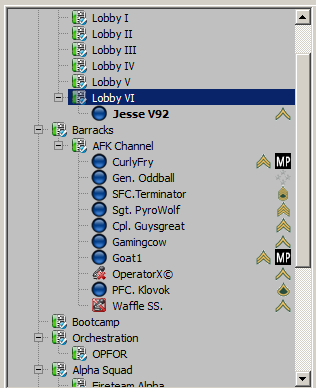 Lobby I
Lobby II
Lobby III
Lobby IV
Lobby V
Lobby VI
Jesse V92
Barracks
AFK Channel
CurlyFry MP
Gen. Oddball
SFC.Terminator
Sgt. PyroWolf
Cpl. Guysgreat
Gamingcow
Goat1 MP
OperatorX©
PFC. Klovok
Waffle SS.
Bootcamp
Orchestration
OPFOR
Alpha Squad
Fireteam Alpha